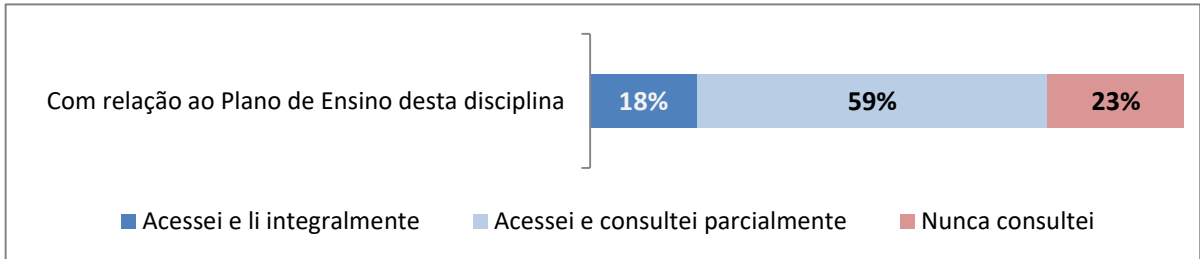 Com relação ao Plano de Ensino desta disciplina
18% 59% 23%
Acessei e li integralmente Acessei e consultei parcialmente Nunca consultei